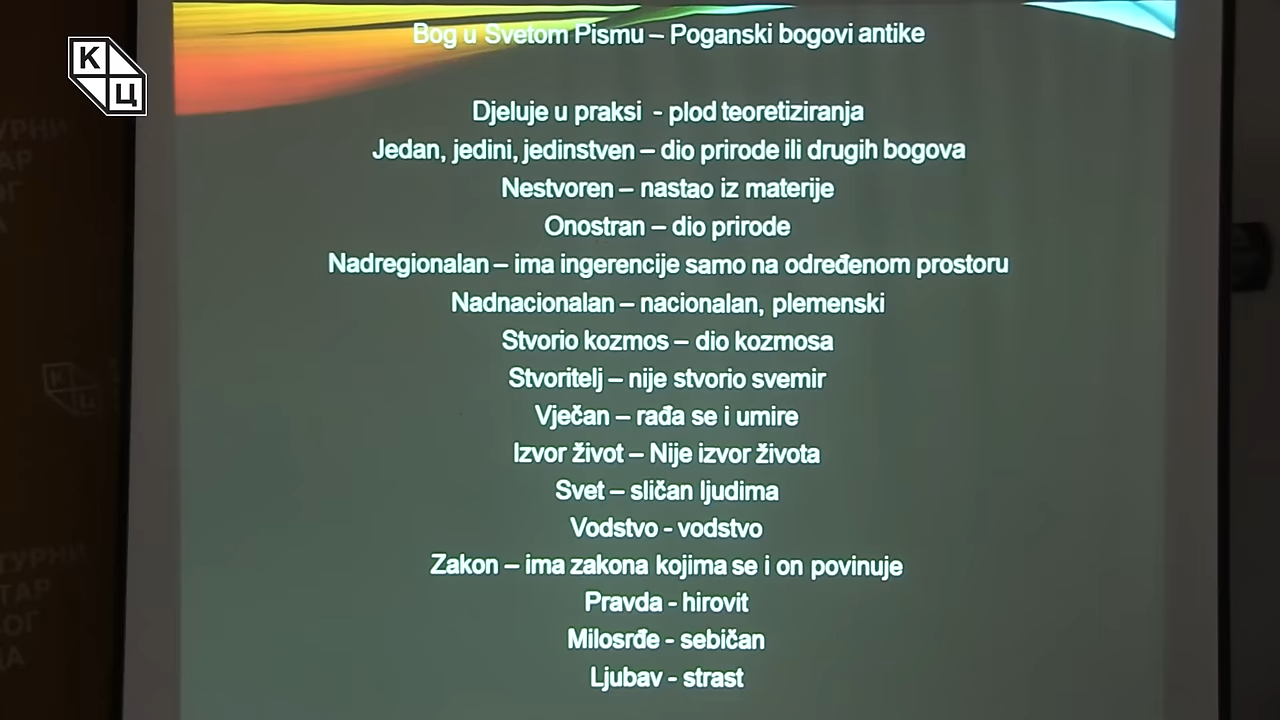 Bog u Svetom Pismu – Poganski bogovi antike
К
Ц
Djeluje u praksi - plod teoretiziranja
Jedan, jedini, jedinstven – dio prirode ili drugih bogova
Nestvoren – nastao iz materije
Onostran – dio prirode
Nadregionalan – ima ingerencije samo na određenom prostoru
Nadnacionalan – nacionalan, plemenski
Stvorio kozmos – dio kozmosa
Stvoritelj – nije stvorio svemir
Vječan – rađa se i umire
Izvor život – Nije izvor života
Svet – sličan ljudima
Vodstvo - vodstvo
Zakon – ima zakona kojima se i on povinuje
Pravda - hirovit
Milosrđe - sebičan
Ljubav - strast